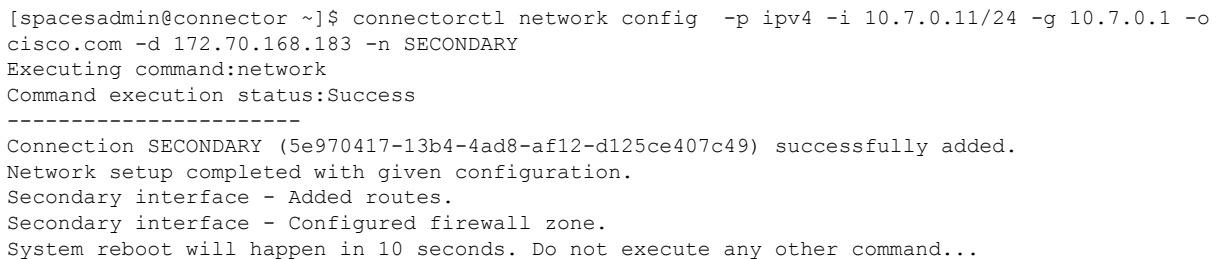 [spacesadmin@connector ~]$ connectorctl network config  -p ipv4 -i 10.7.0.11/24 -g 10.7.0.1 -o
cisco.com -d 172.70.168.183 -n SECONDARY
Executing command:network
Command execution status:Success
-----------------------
Connection SECONDARY (5e970417-13b4-4ad8-af12-d125ce407c49) successfully added.
Network setup completed with given configuration.
Secondary interface - Added routes.
Secondary interface - Configured firewall zone.
System reboot will happen in 10 seconds. Do not execute any other command...